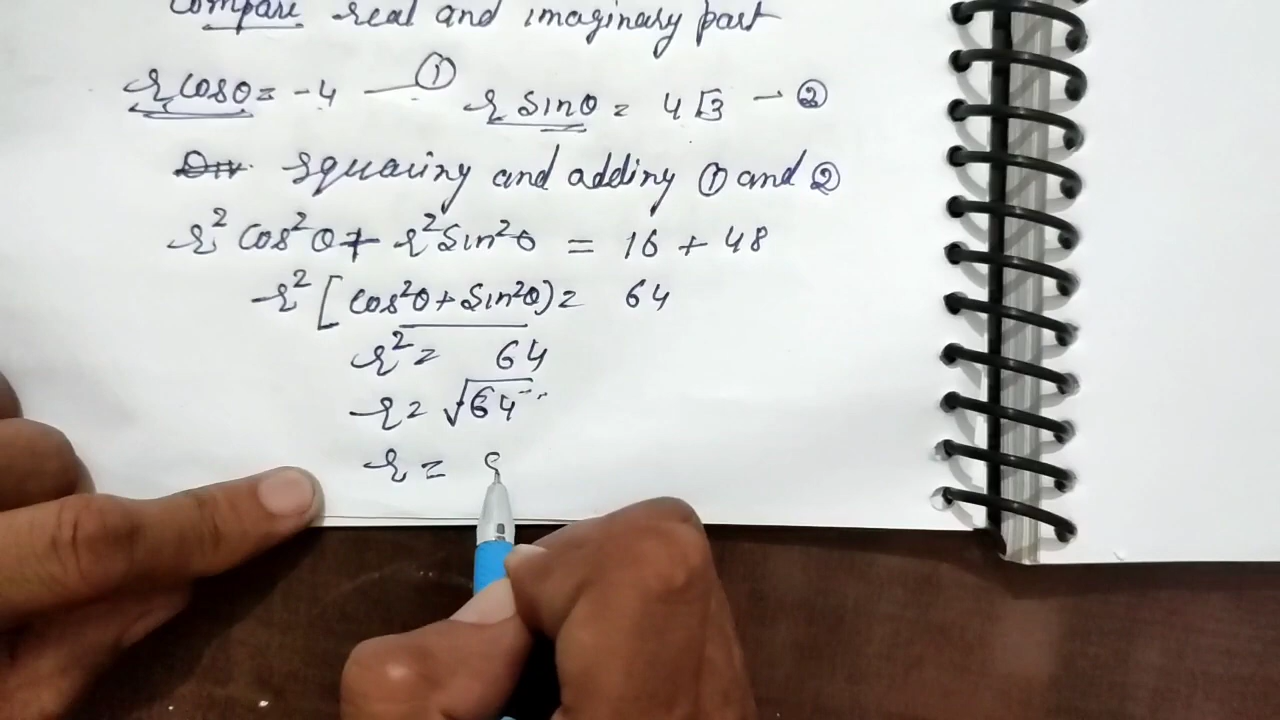 Compare real and imaginary part
r cosθ = -4 — ① r sinθ = 4√3 — ②
Div squaring and adding ① and ②
r² cos²θ + r² sin²θ = 16 + 48
r² [cos²θ + sin²θ) = 64
r² = 64
r = √64
r = 8